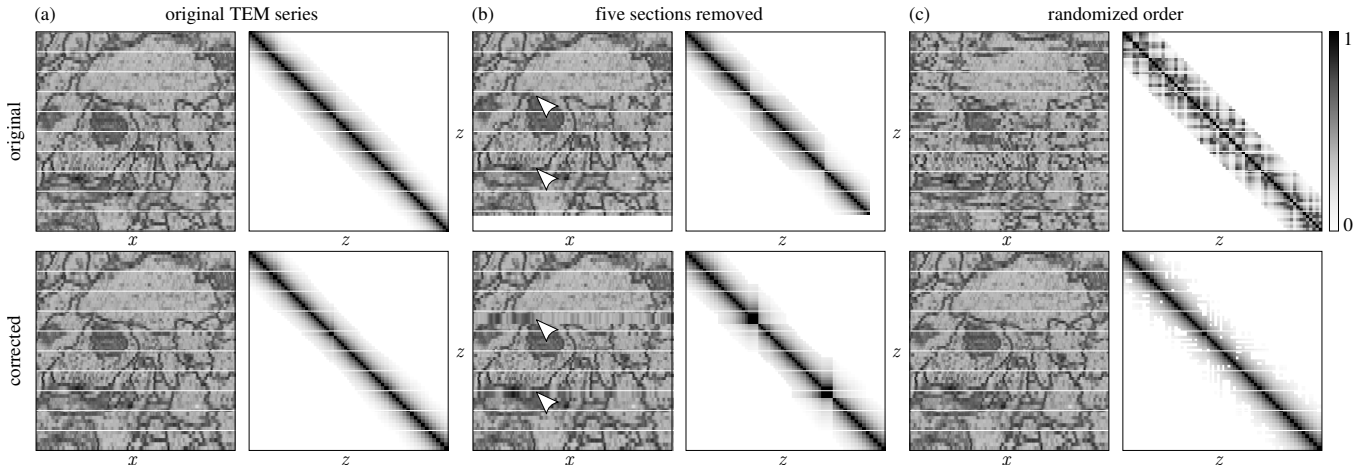 (a) original TEM series (b) five sections removed (c) randomized order
original
1
z z
0
x z x z x z
corrected
z z
x z x z x z